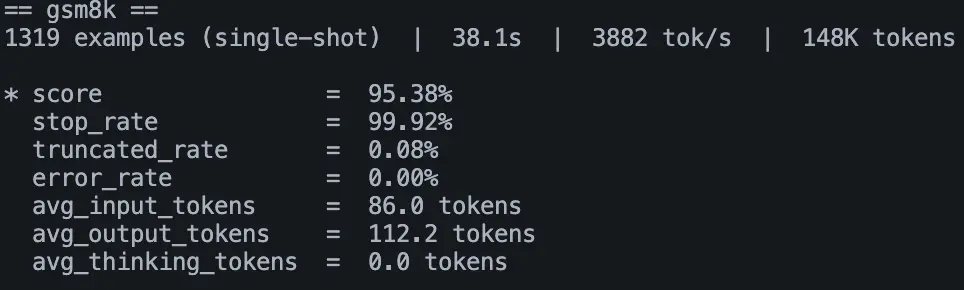 == gsm8k ==
1319 examples (single-shot)  |  38.1s  |  3882 tok/s  |  148K tokens
* score                 =  95.38%
  stop_rate             =  99.92%
  truncated_rate        =  0.08%
  error_rate            =  0.00%
  avg_input_tokens      =  86.0 tokens
  avg_output_tokens     =  112.2 tokens
  avg_thinking_tokens   =  0.0 tokens